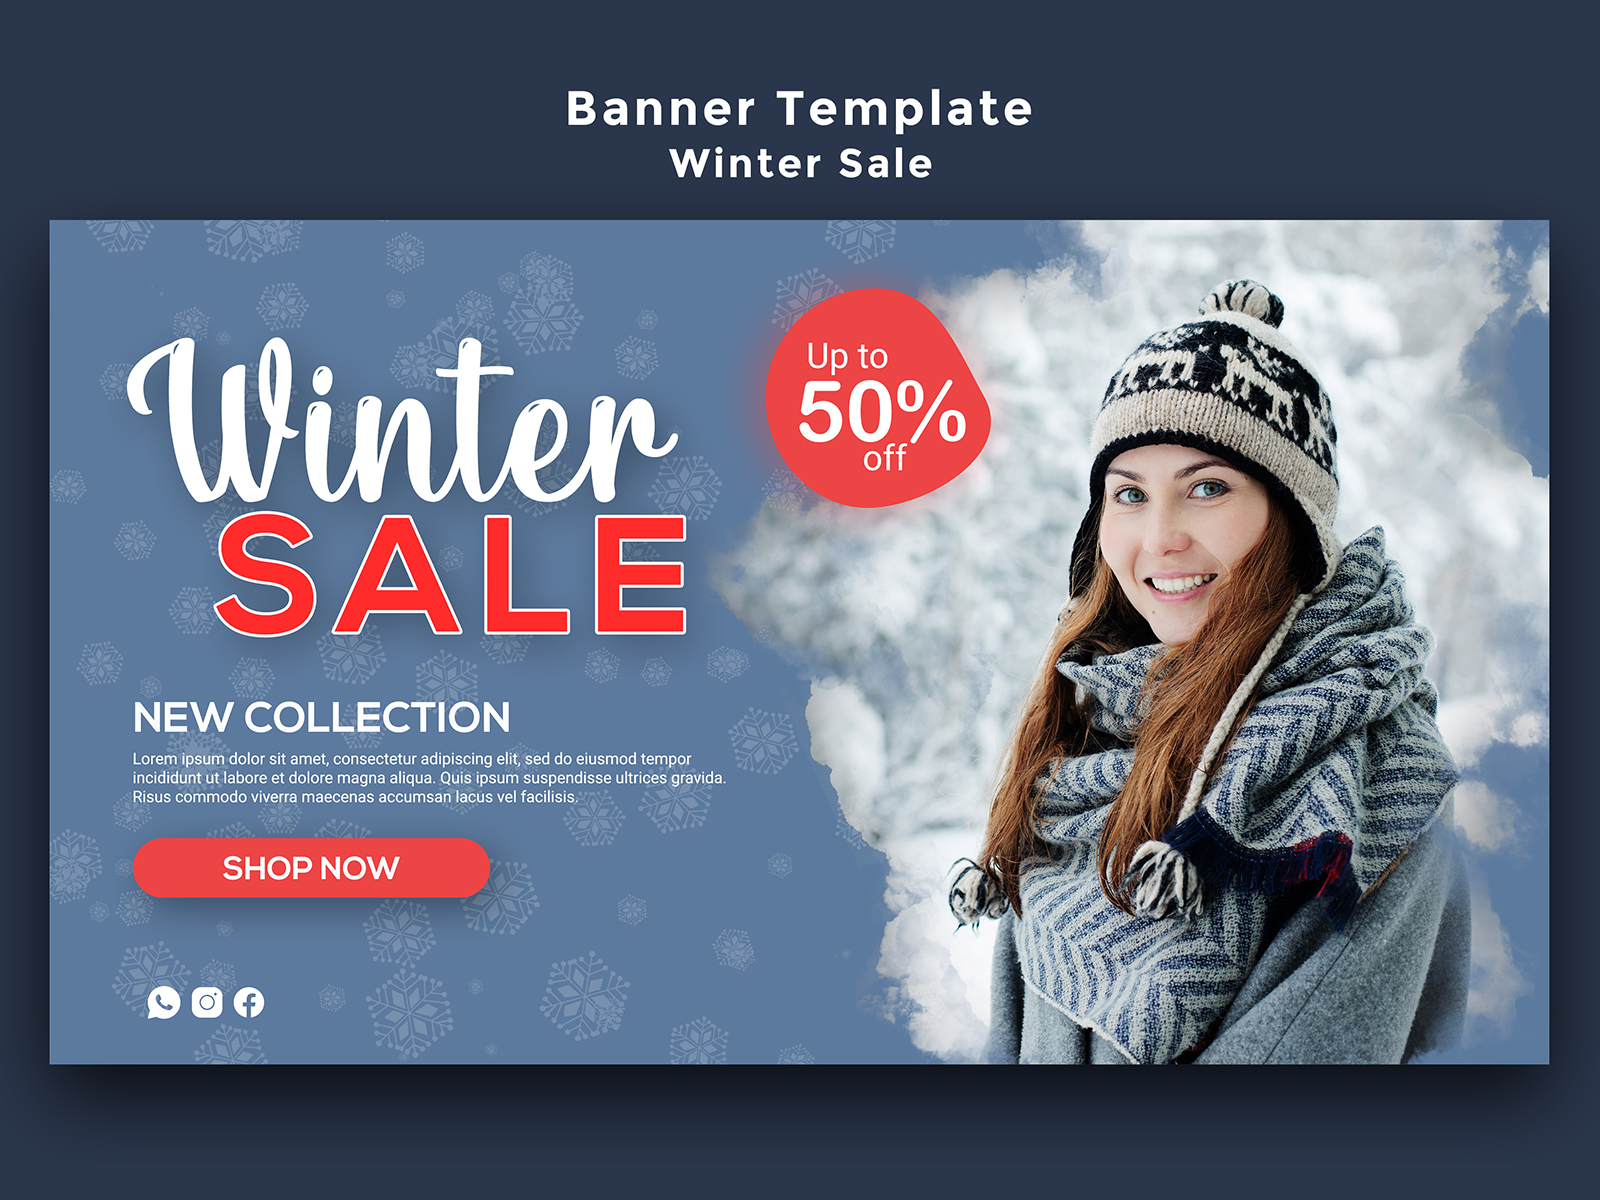 Banner Template
Winter Sale
Winter
SALE
Up to
50%
off
NEW COLLECTION
Lorem ipsum dolor sit amet, consectetur adipiscing elit, sed do eiusmod tempor
incididunt ut labore et dolore magna aliqua. Quis ipsum suspendisse ultrices gravida.
Risus commodo viverra maecenas accumsan lacus vel facilisis.
SHOP NOW